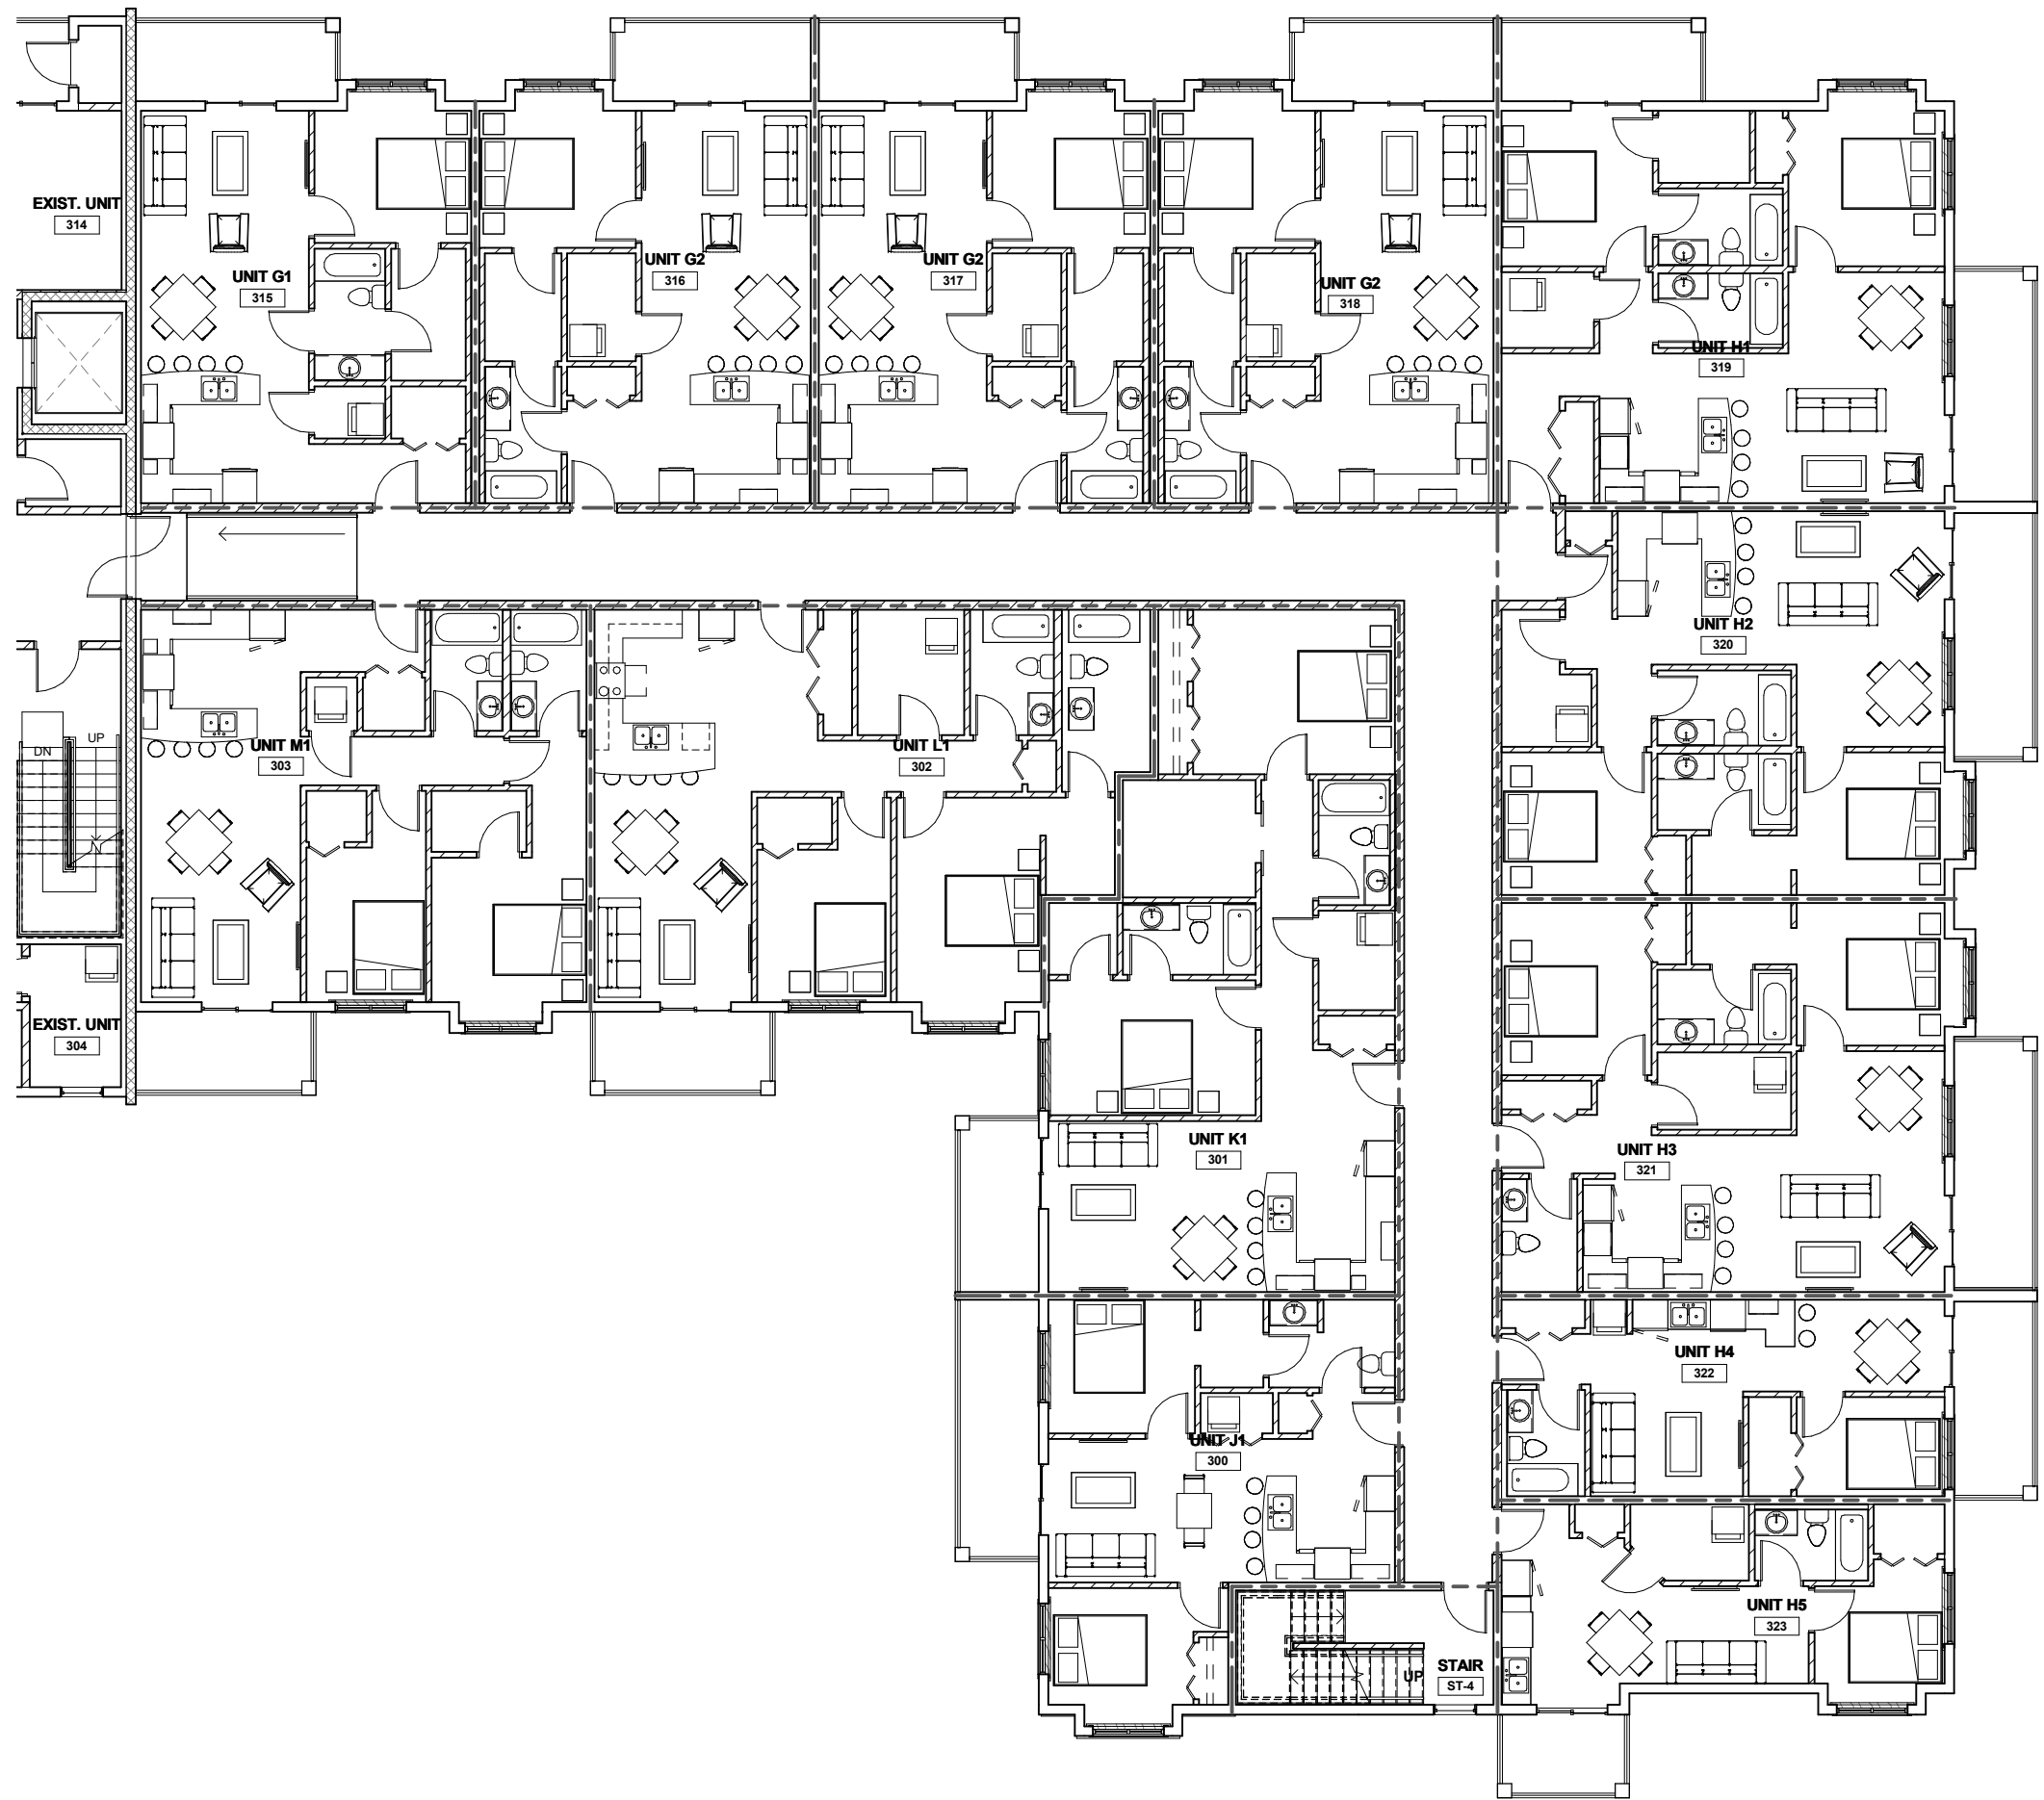 EXIST. UNIT
314
UNIT G1
315
UNIT G2
316
UNIT G2
317
UNIT G2
318
UNIT H1
319
UNIT H2
320
DN
UP
UNIT M1
303
UNIT L1
302
EXIST. UNIT
304
UNIT K1
301
UNIT H3
321
UNIT H4
322
UNIT J1
300
UNIT H5
323
UP
STAIR
ST-4